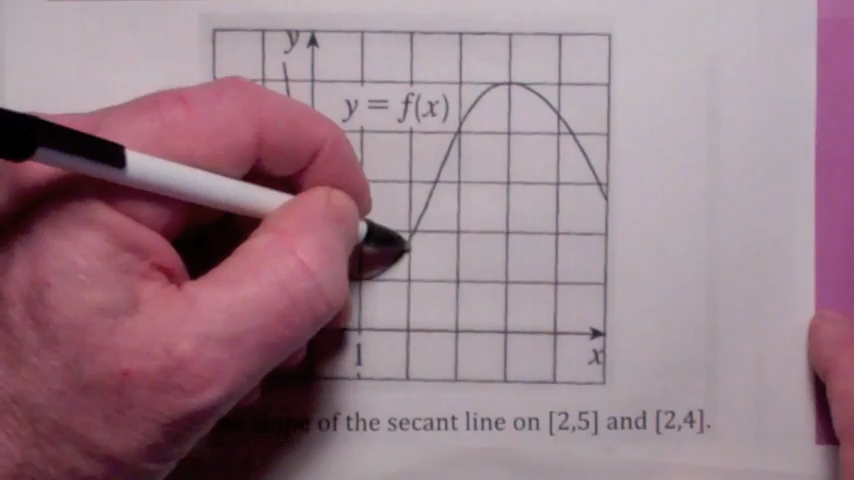 y
y = f(x)
1
x
of the secant line on [2,5] and [2,4].